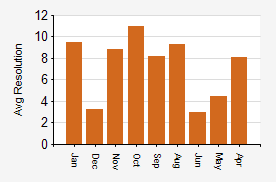 Avg Resolution
12
10
8
6
4
2
0
Jan
Dec
Nov
Oct
Sep
Aug
Jun
May
Apr